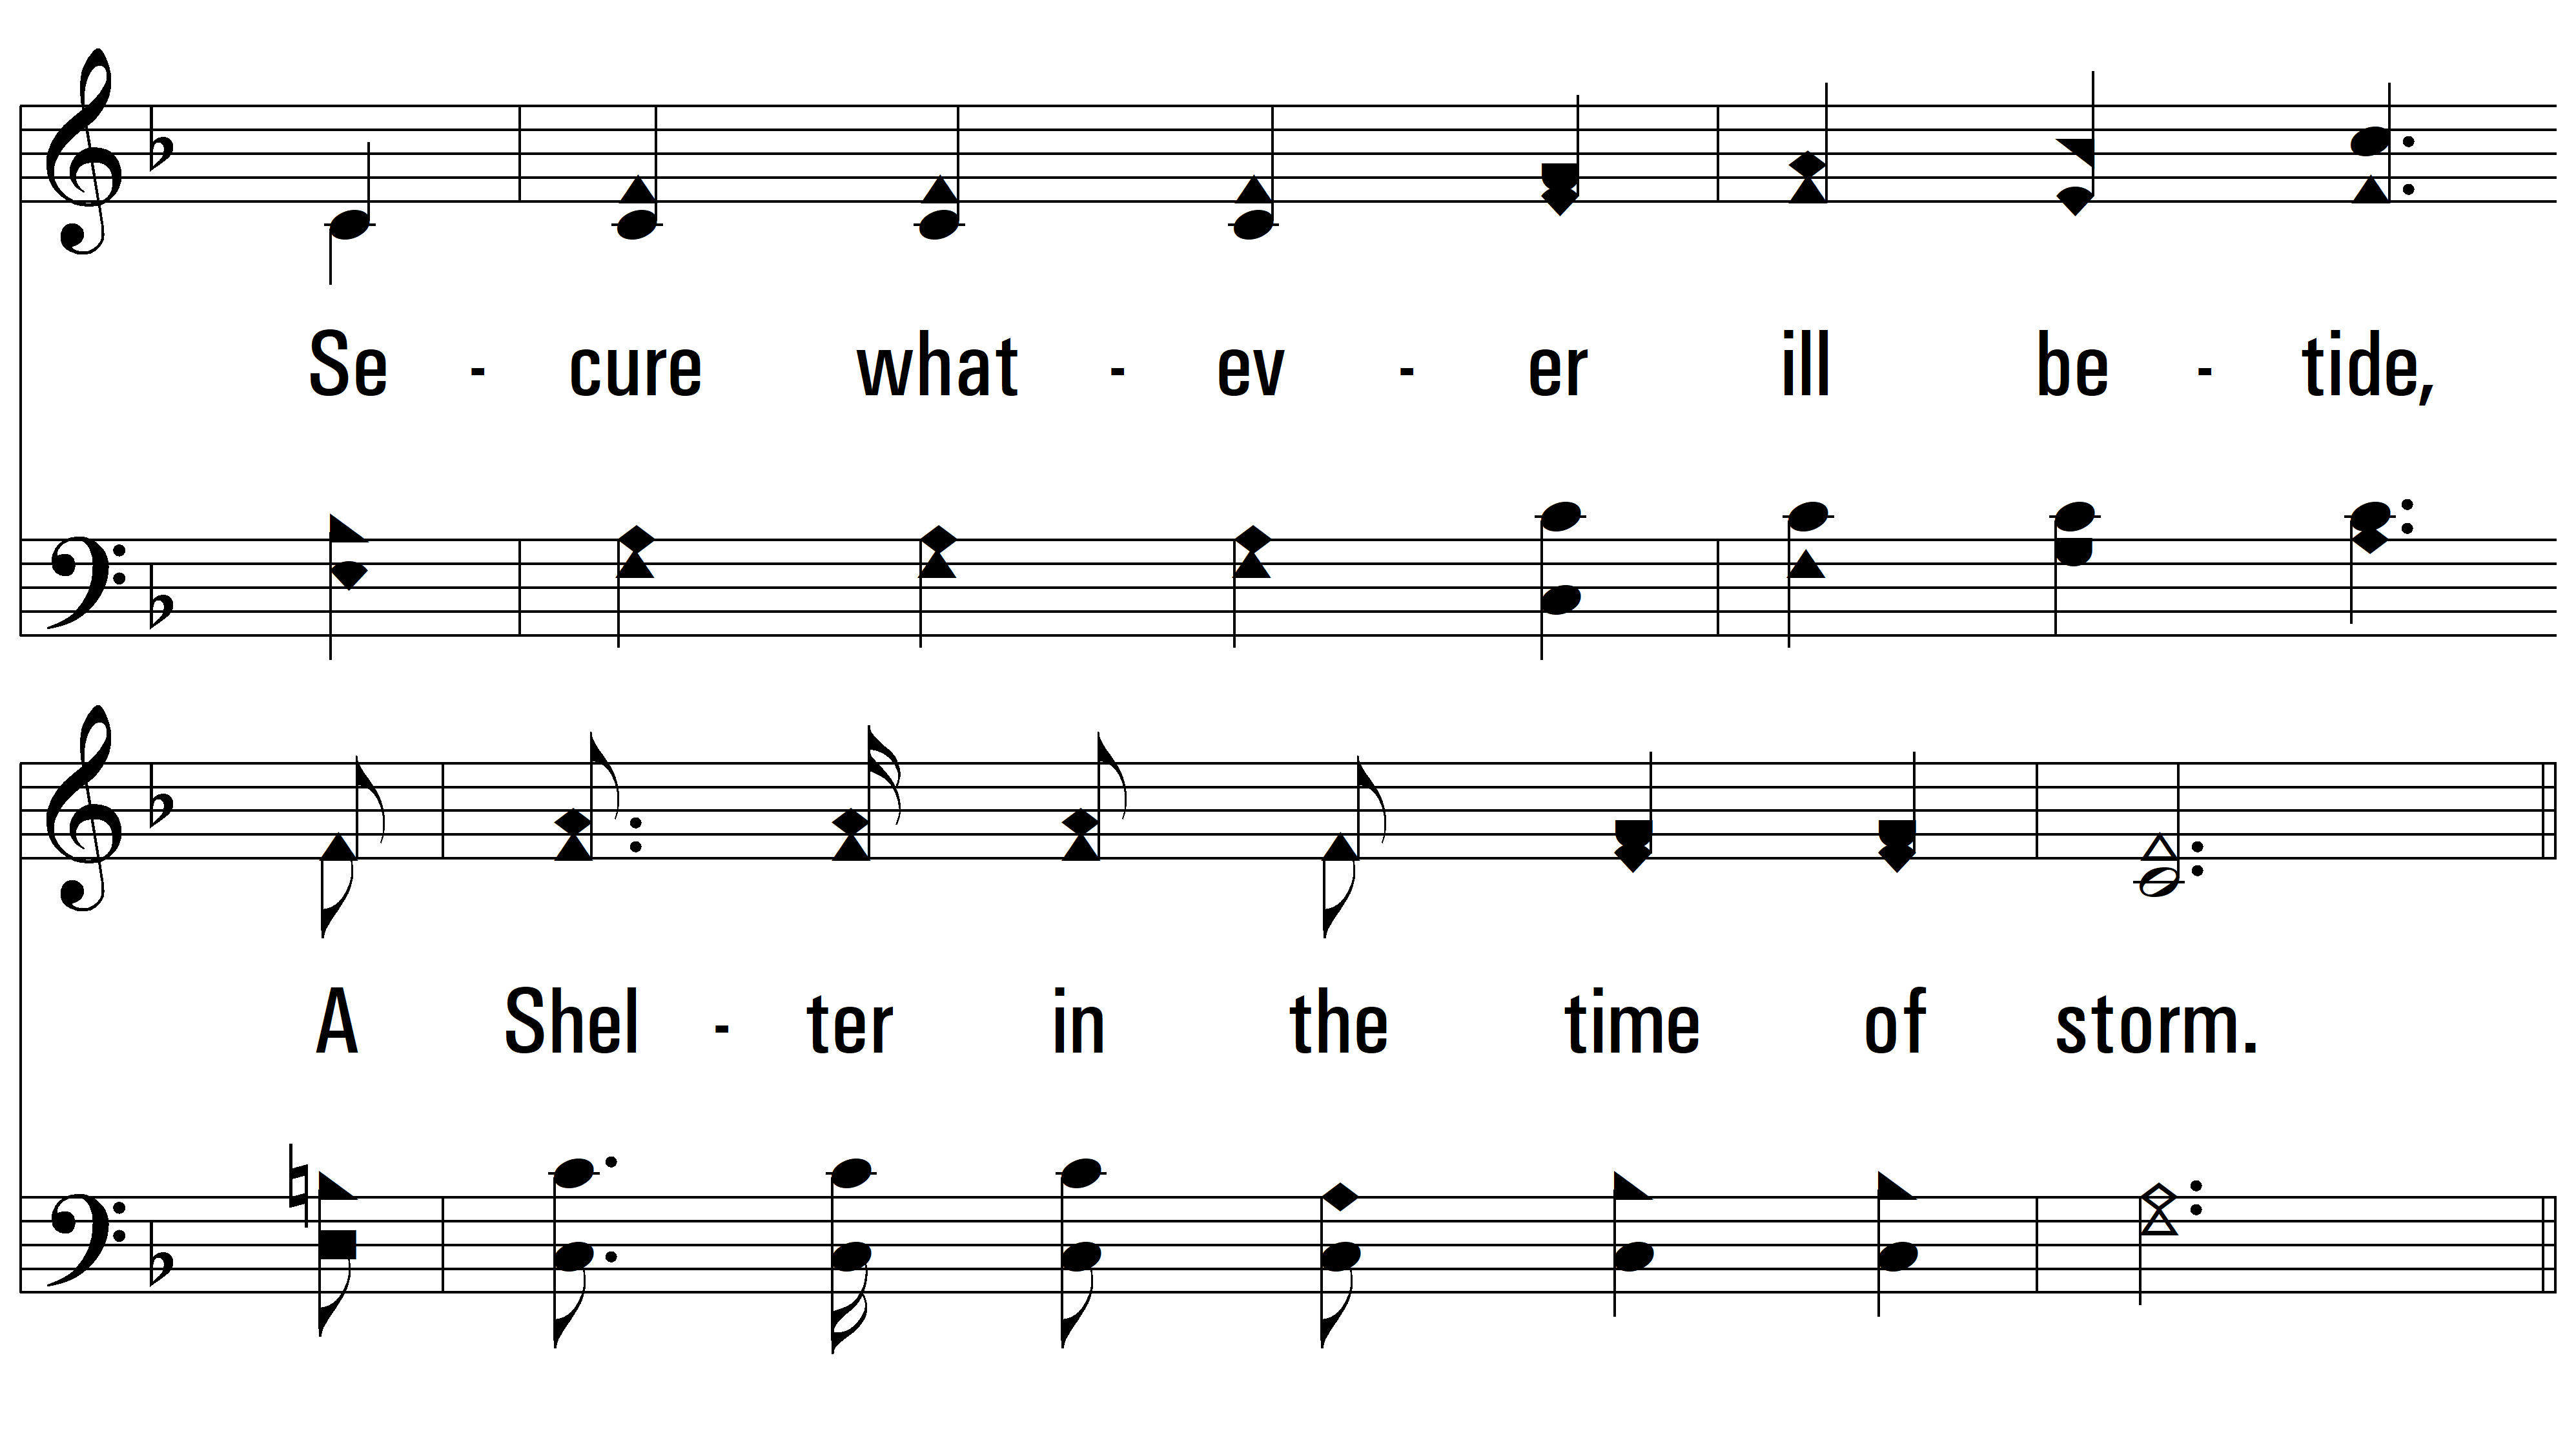 Se - cure what - ev - er ill be - tide,
A Shel - ter in the time of storm.